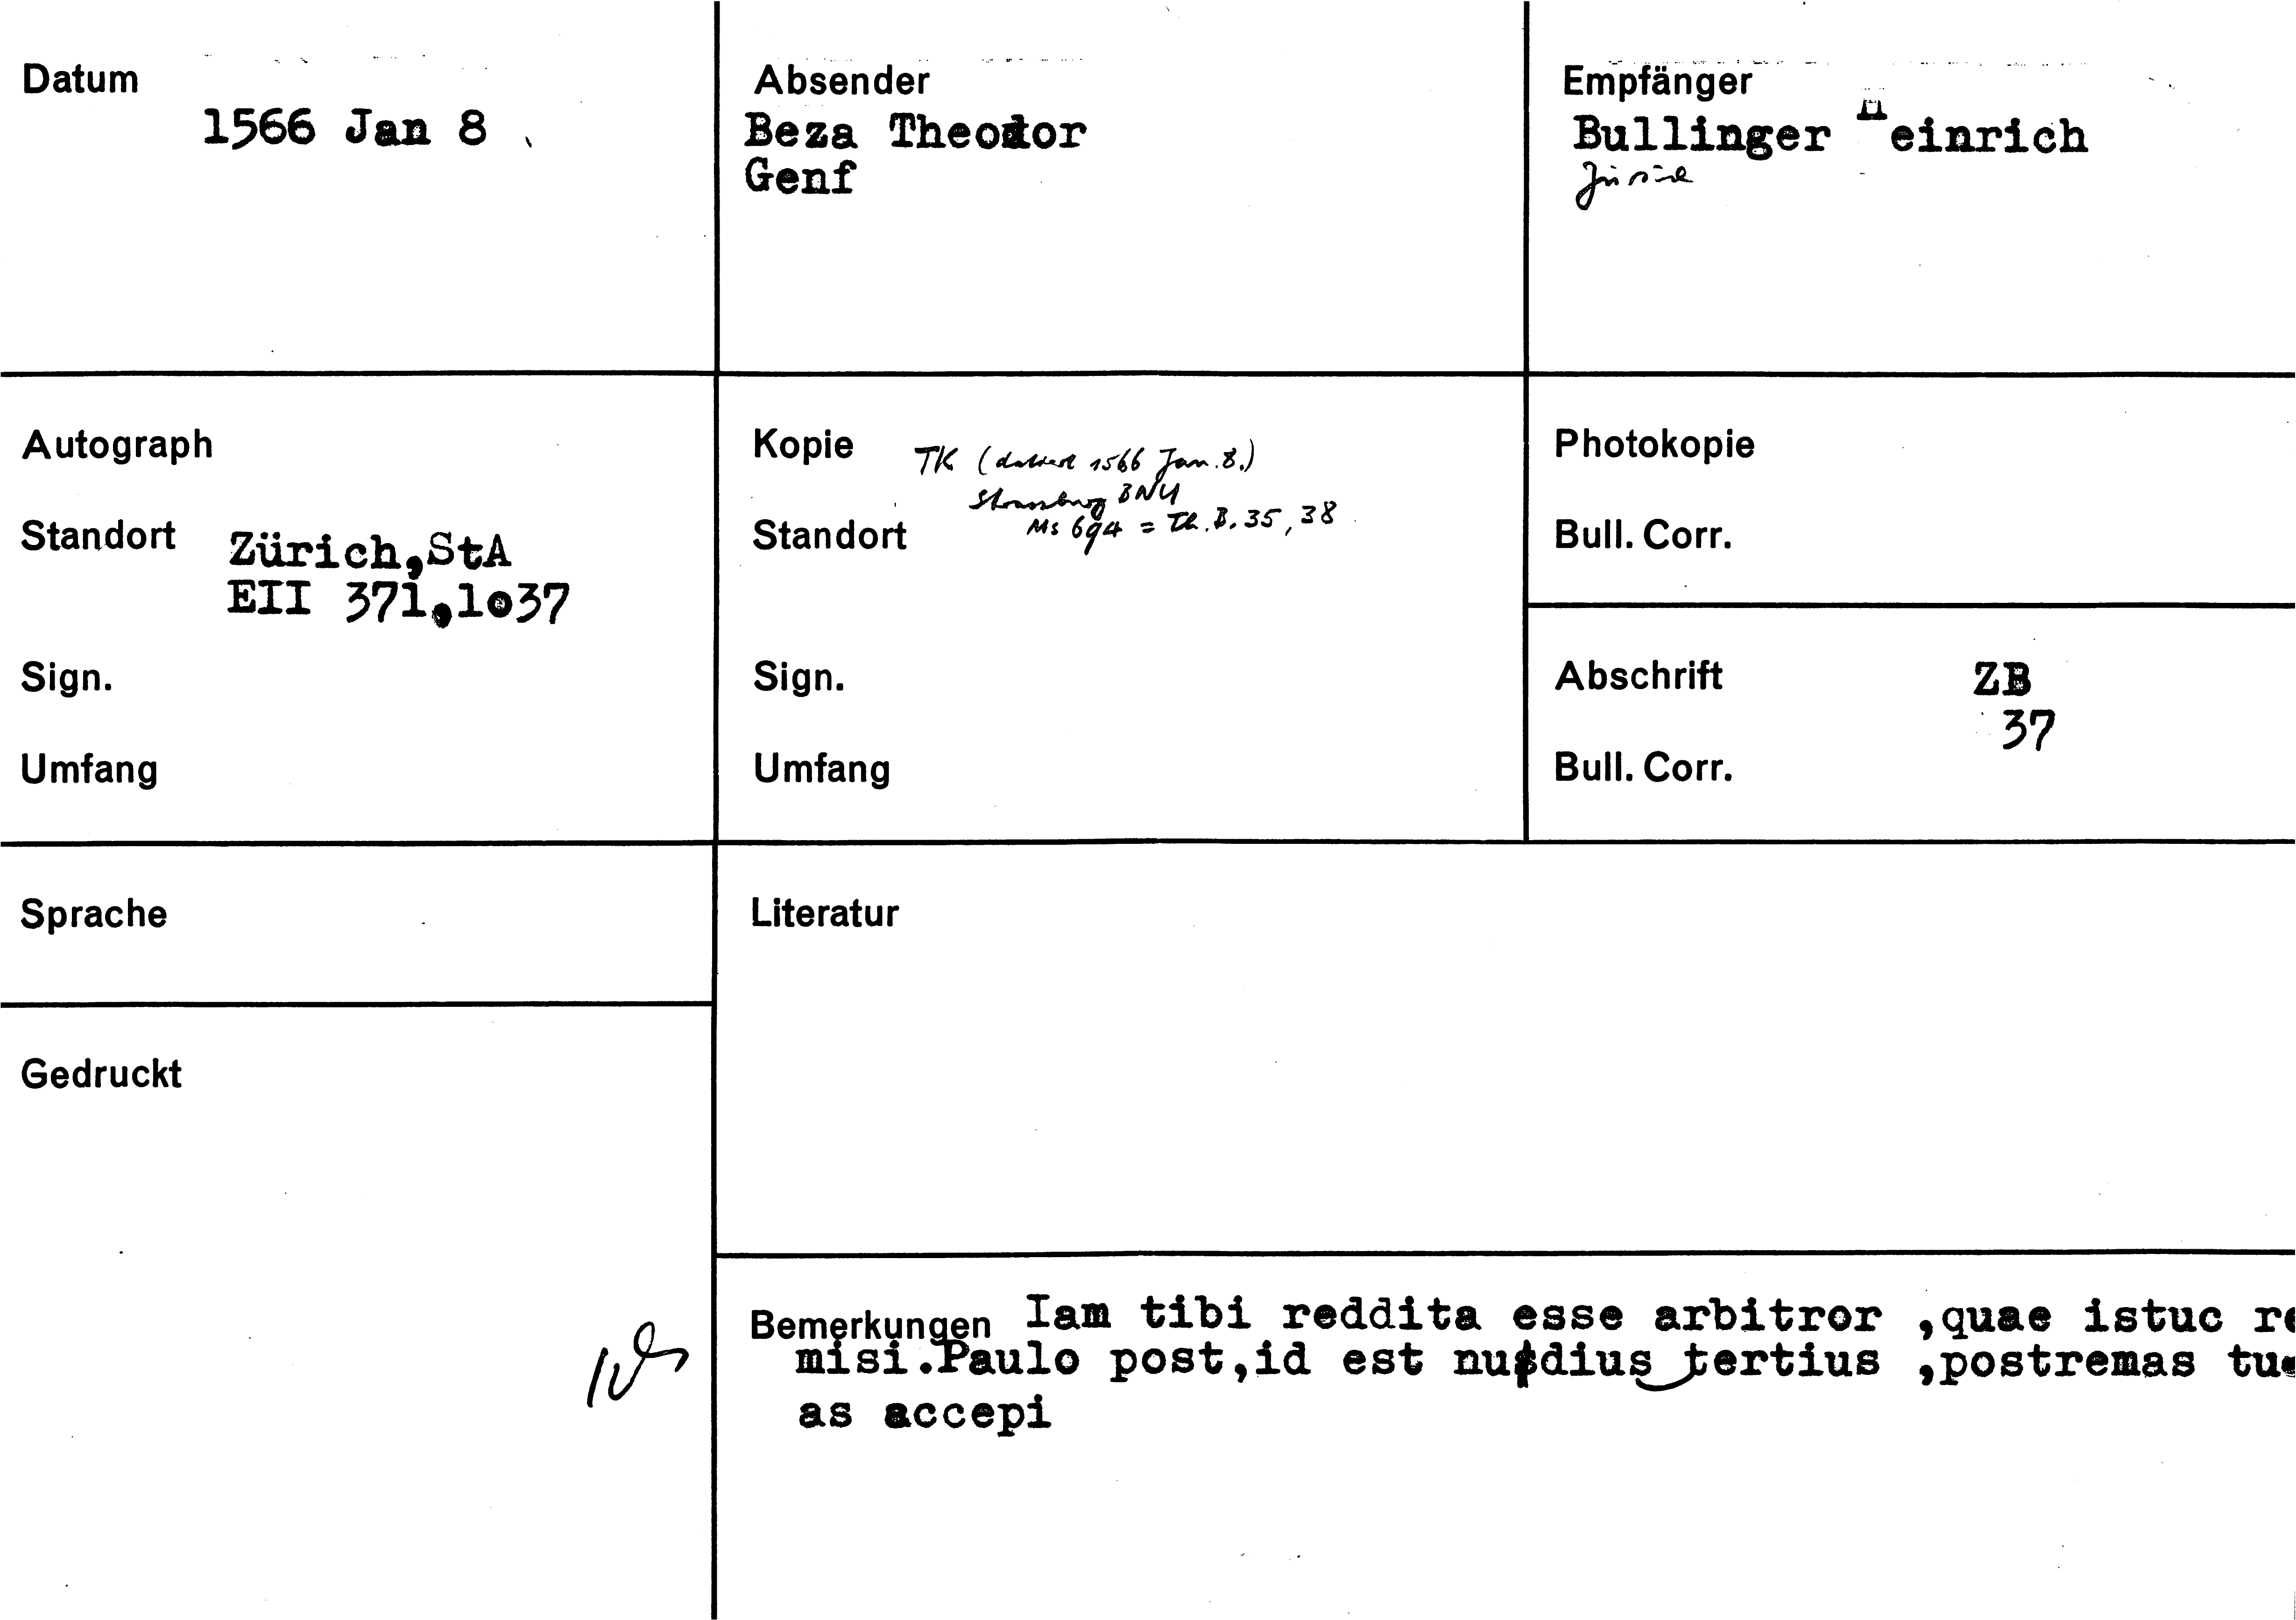 Datum
1566 Jan 8
Absender
Beza Theodor
Genf
Empfänger
Bullinger Heinrich
Zürich
Autograph
Standort Zürich,StA
EII 371,1037
Sign.
Umfang
Kopie TK (datiert 1566 Jan. 8.)
Strassburg BNU
Standort Ms 694 = Th. B. 35, 38
Sign.
Umfang
Photokopie
Bull. Corr.
Abschrift ZB
37
Bull. Corr.
Sprache
Literatur
Gedruckt
Bemerkungen Iam tibi reddita esse arbitror ,quae istuc re
misi.Paulo post,id est nudius tertius ,postremas tu
as accepi